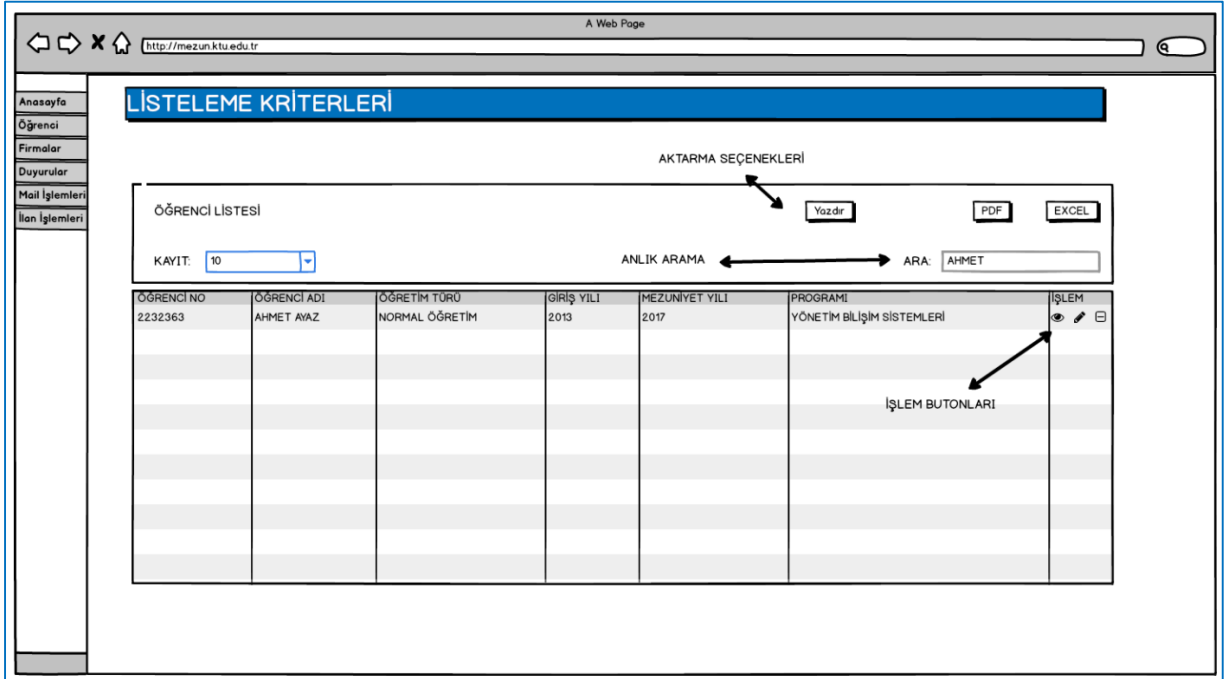 A Web Page
http://mezun.ktu.edu.tr
Anasayfa
Öğrenci
Firmalar
Duyurular
Mail İşlemleri
İlan İşlemleri
LİSTELEME KRİTERLERİ
AKTARMA SEÇENEKLERİ
ÖĞRENCİ LİSTESİ
Yazdır
PDF
EXCEL
KAYIT: 10
ANLIK ARAMA
ARA: AHMET
ÖĞRENCİ NO ÖĞRENCİ ADI ÖĞRETİM TÜRÜ GİRİŞ YILI MEZUNİYET YILI PROGRAMI İŞLEM
2232363 AHMET AYAZ NORMAL ÖĞRETİM 2013 2017 YÖNETİM BİLİŞİM SİSTEMLERİ
İŞLEM BUTONLARI